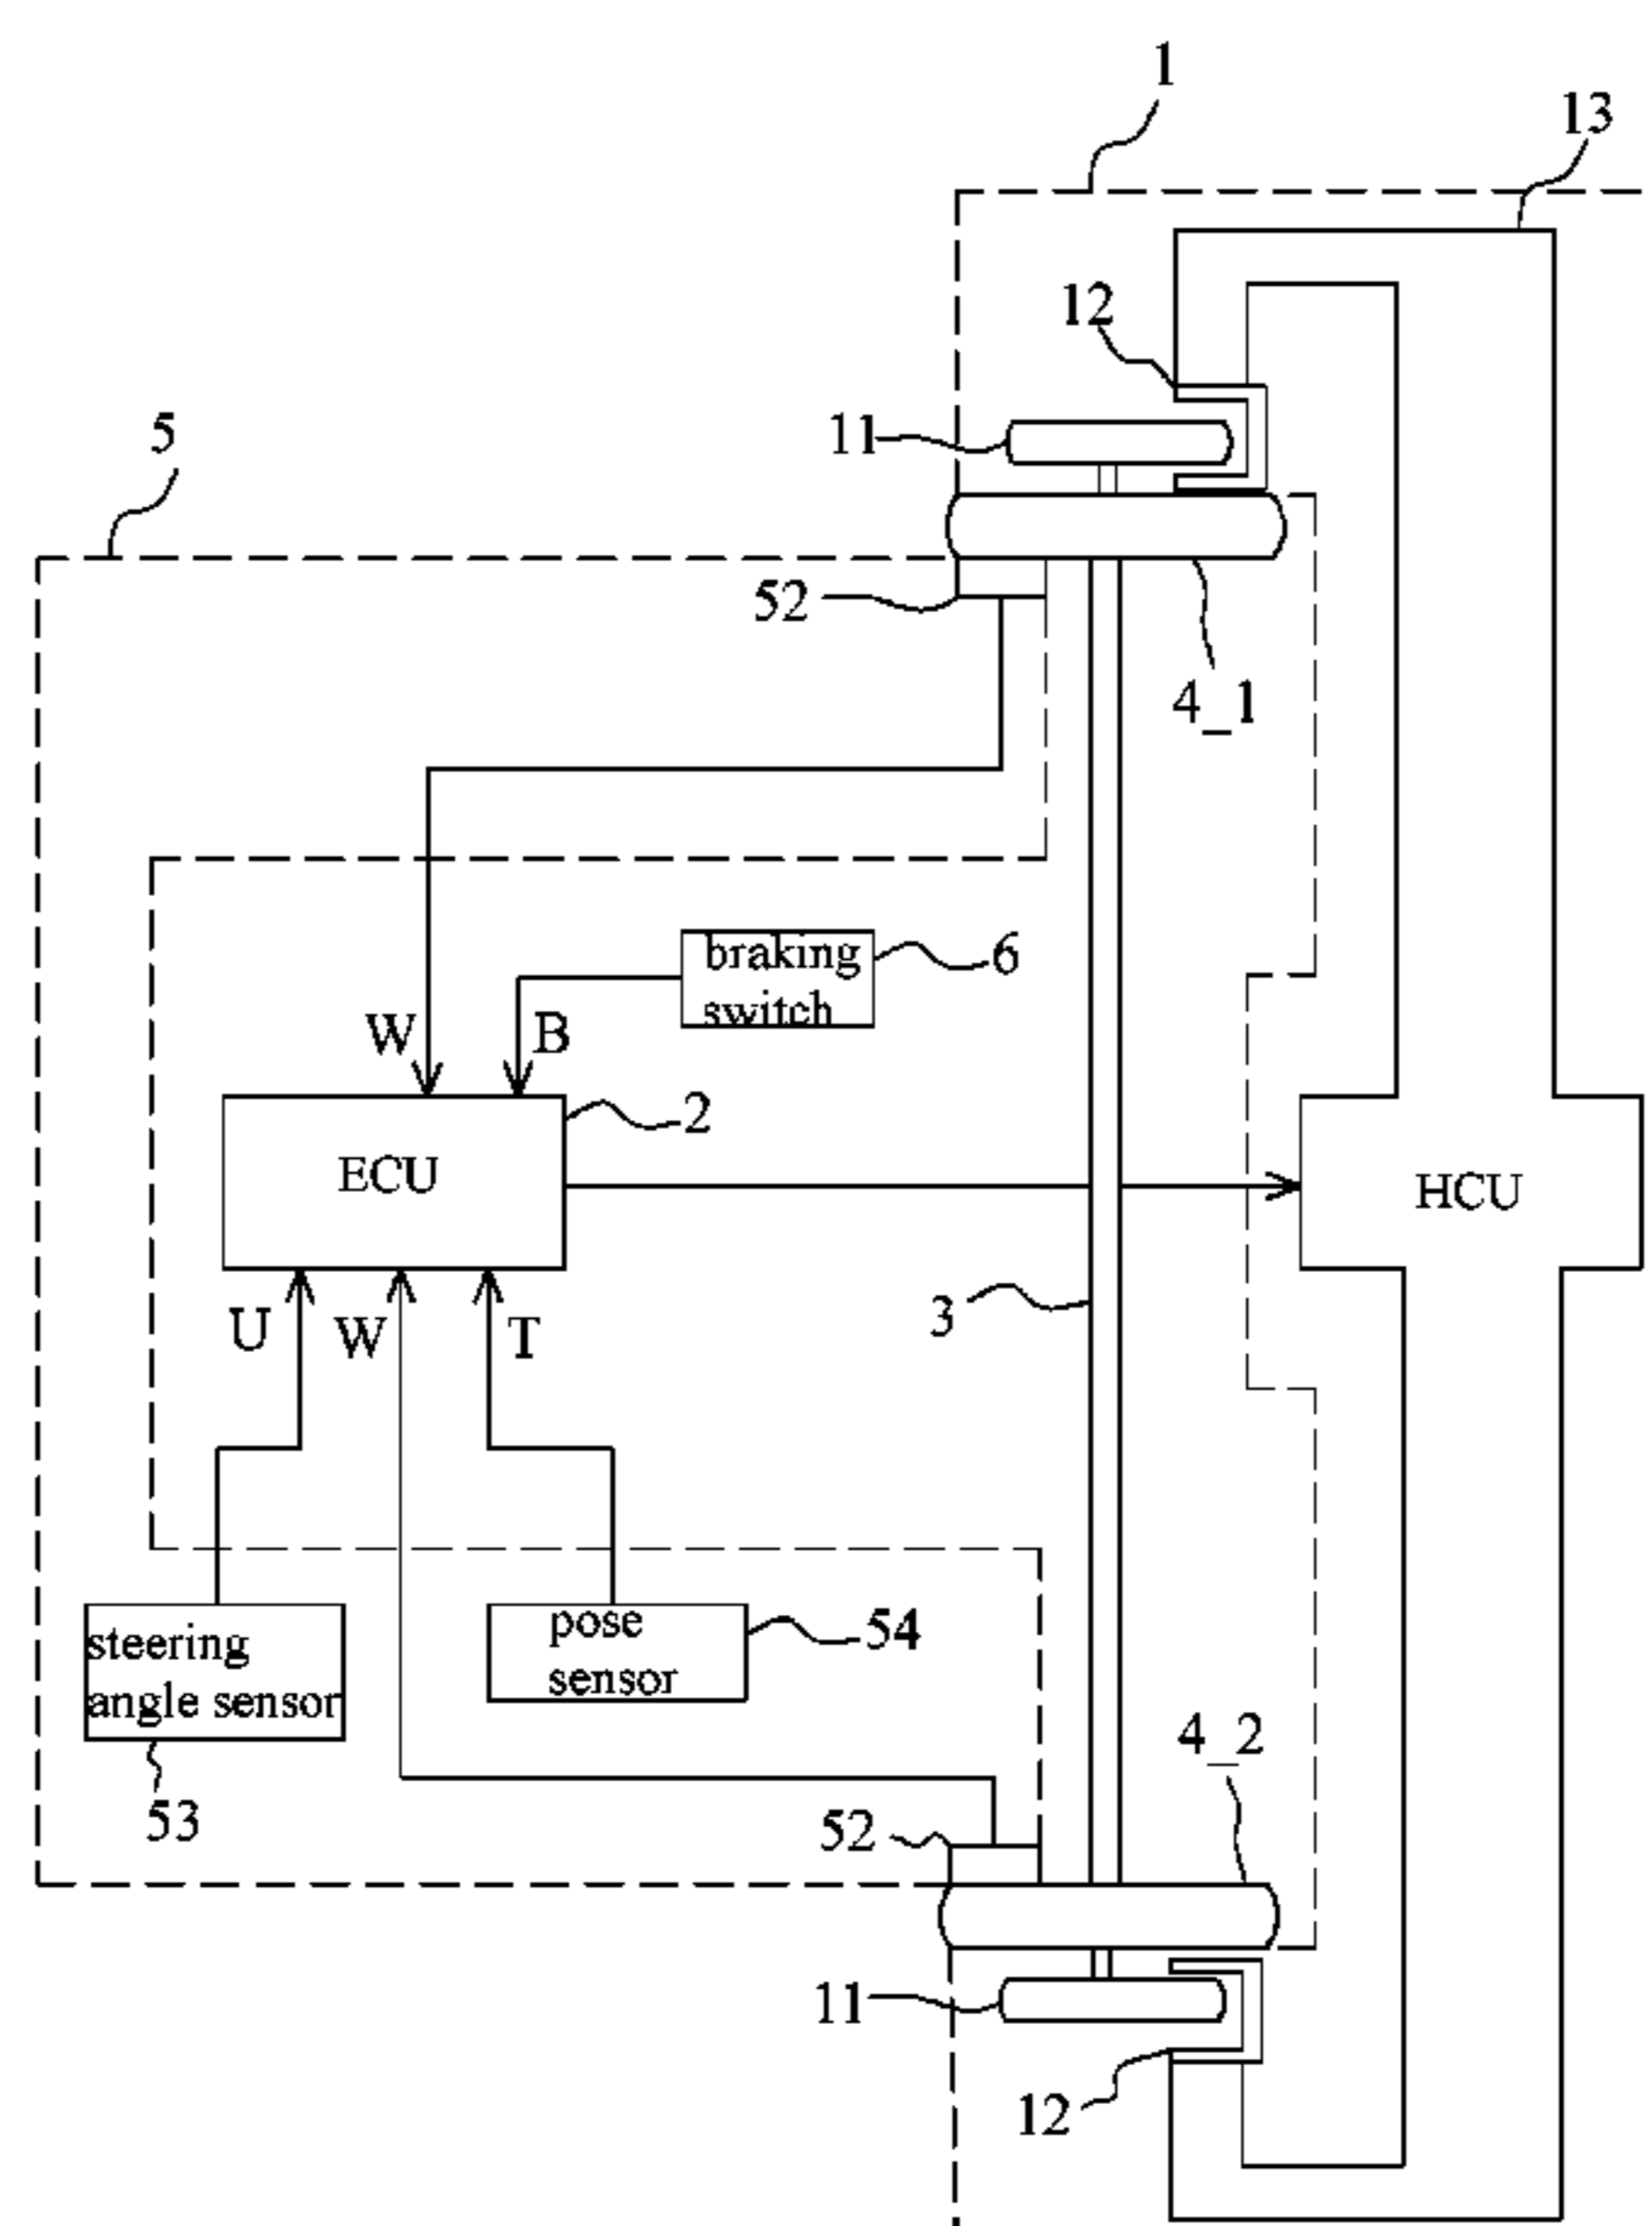 1
13
12
11
5
52
4_1
braking
switch
6
W
B
2
ECU
HCU
U
W
T
3
steering
angle sensor
pose
sensor
54
53
4_2
52
11
12